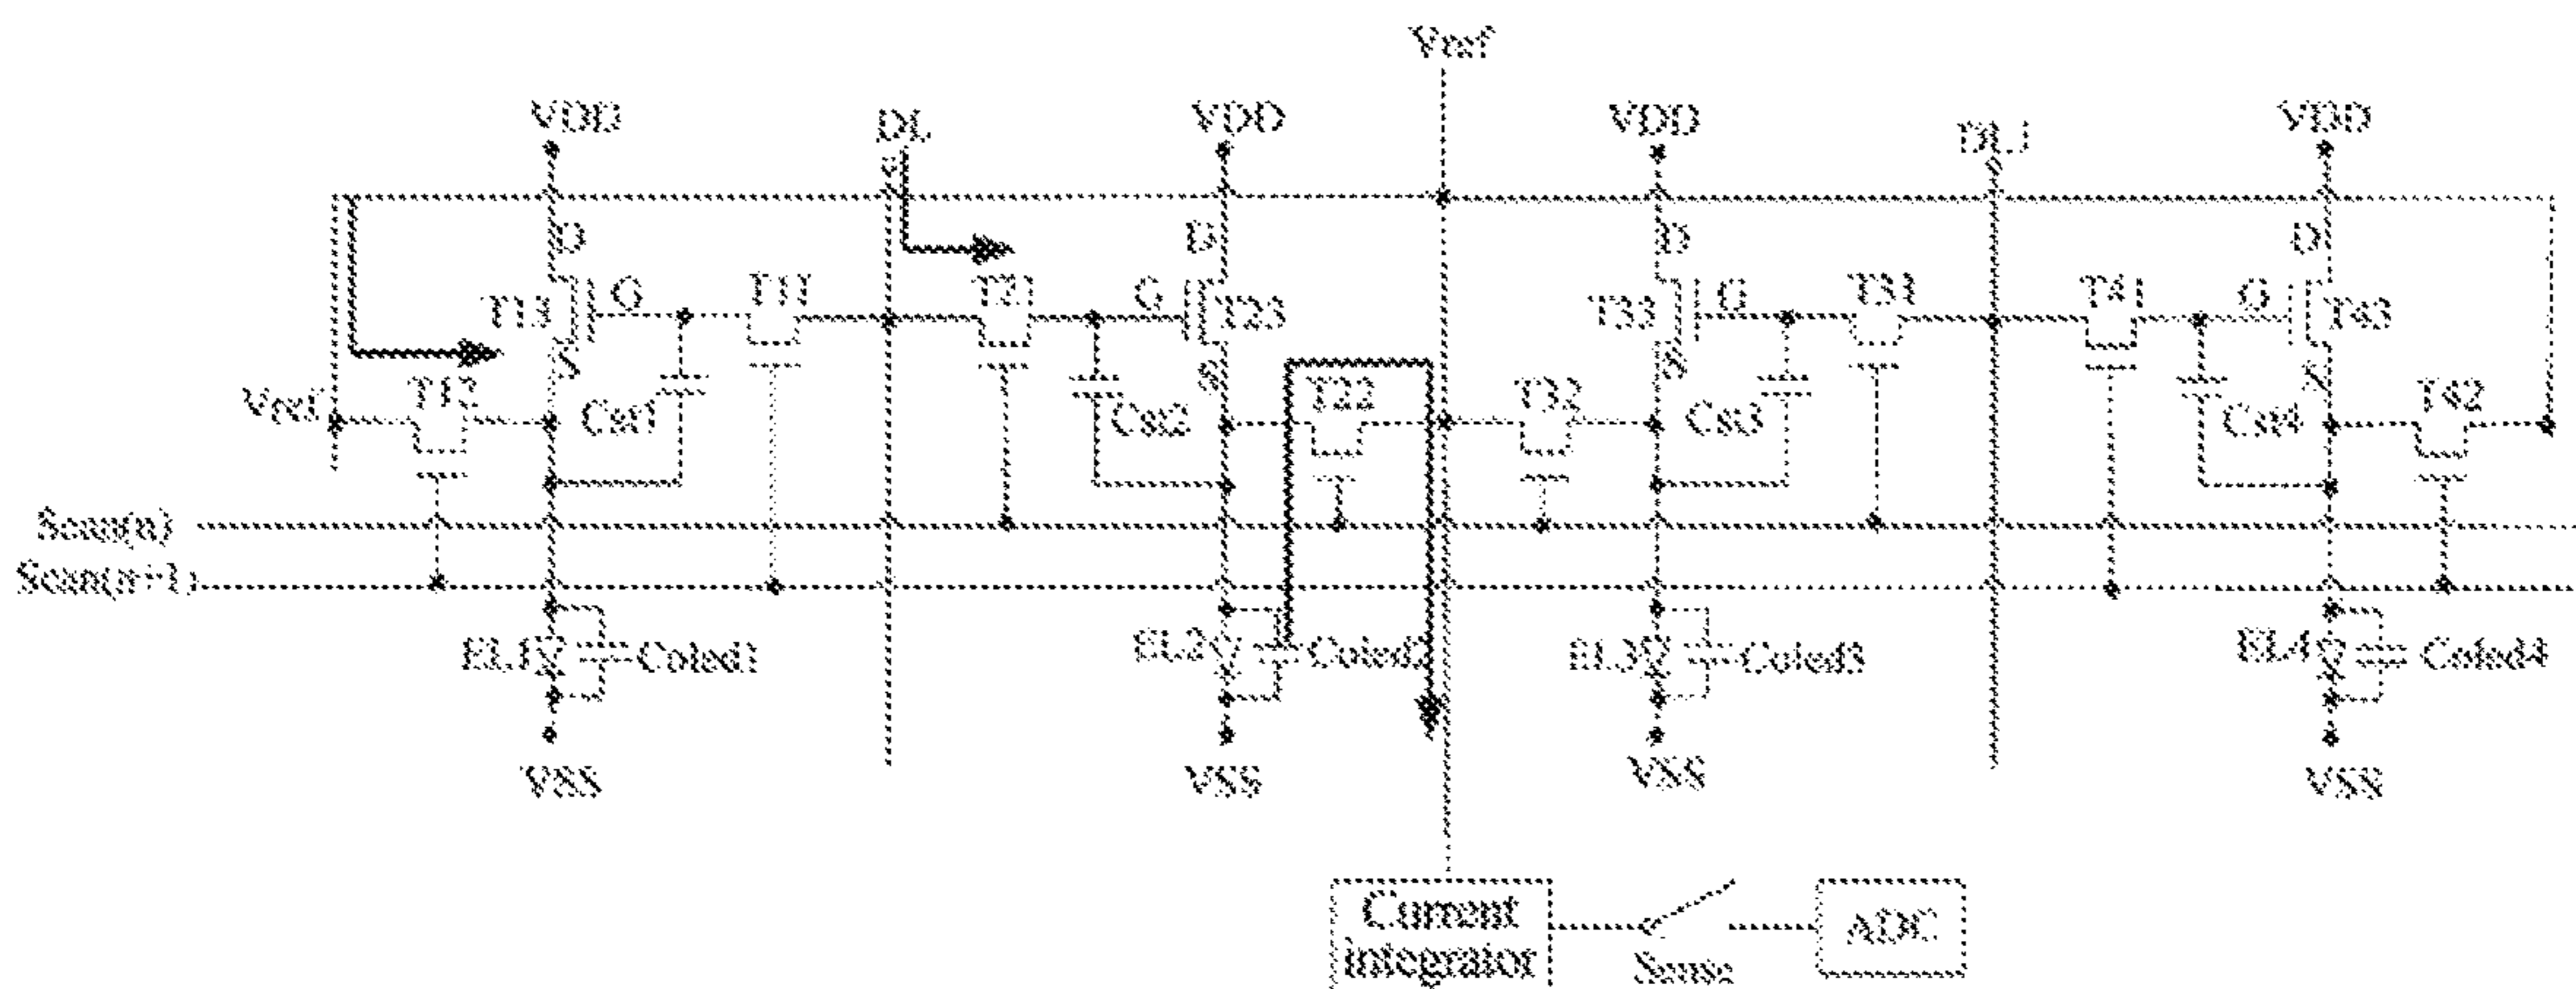 Vref
VDD DL VDD VDD DL1 VDD
D D D D
T13 G T11 T21 G T23 T33 G T31 T41 G T43
S S S S
Vref T12 Cst1 Cst2 T22 T32 Cst3 Cst4 T42
Scan(n)
Scan(n+1)
EL1 Coled1 EL2 Coled2 EL3 Coled3 EL4 Coled4
VSS VSS VSS VSS
Current
integrator
Sense
ADC